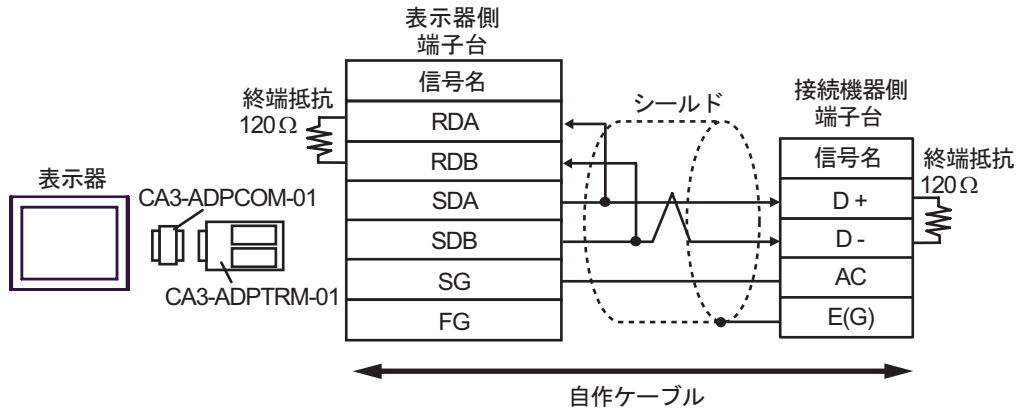 表示器側
端子台
信号名
RDA
RDB
SDA
SDB
SG
FG
終端抵抗
120Ω
シールド
接続機器側
端子台
信号名
D +
D -
AC
E(G)
終端抵抗
120Ω
表示器
CA3-ADPCOM-01
CA3-ADPTRM-01
自作ケーブル